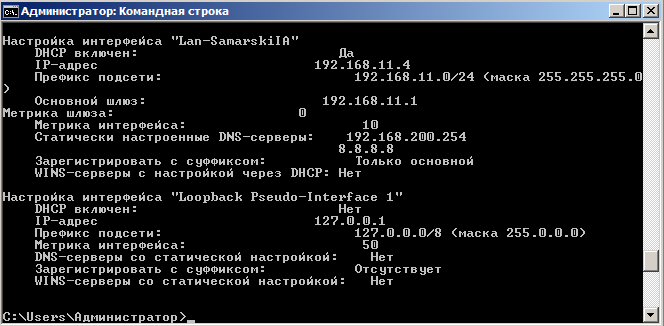 Администратор: Командная строка
Настройка интерфейса "Lan-SamarskiIA"
DHCP включен: Да
IP-адрес 192.168.11.4
Префикс подсети: 192.168.11.0/24 (маска 255.255.255.0
)
Основной шлюз: 192.168.11.1
Метрика шлюза: 0
Метрика интерфейса: 10
Статически настроенные DNS-серверы: 192.168.200.254
8.8.8.8
Зарегистрировать с суффиксом: Только основной
WINS-серверы с настройкой через DHCP: Нет
Настройка интерфейса "Loopback Pseudo-Interface 1"
DHCP включен: Нет
IP-адрес 127.0.0.1
Префикс подсети: 127.0.0.0/8 (маска 255.0.0.0)
Метрика интерфейса: 50
DNS-серверы со статической настройкой: Нет
Зарегистрировать с суффиксом: Отсутствует
WINS-серверы со статической настройкой: Нет
C:\Users\Администратор>_